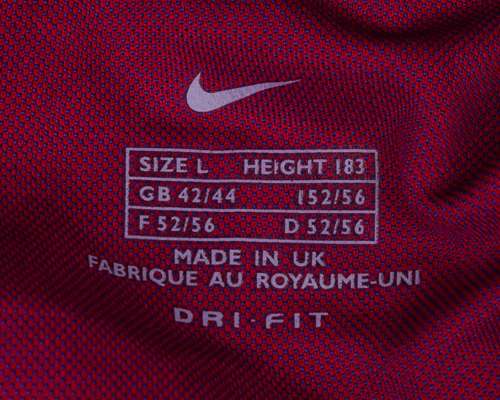 SIZE L HEIGHT 183
GB 42/44 I 52/56
F 52/56 D 52/56
MADE IN UK
FABRIQUE AU ROYAUME-UNI
DRI-FIT